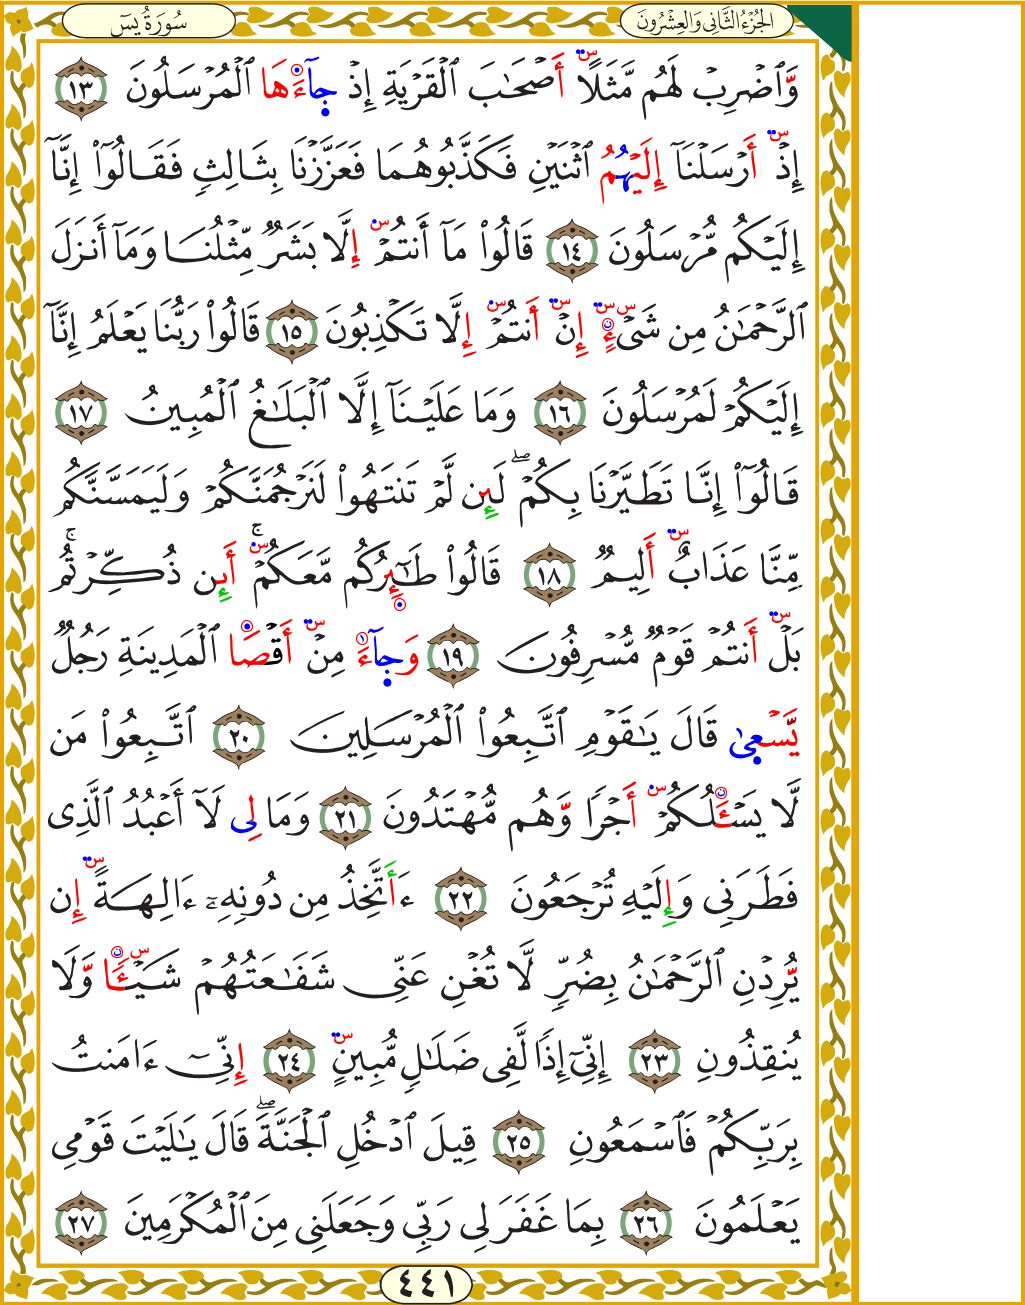 سُورَةُ يسٓ
الجُزْءُ الثَّانِي وَالعِشْرُونَ
وَٱضْرِبْ لَهُم مَّثَلًا أَصْحَٰبَ ٱلْقَرْيَةِ إِذْ جَآءَهَا ٱلْمُرْسَلُونَ ١٣
إِذْ أَرْسَلْنَآ إِلَيْهُمُ ٱثْنَيْنِ فَكَذَّبُوهُمَا فَعَزَّزْنَا بِثَالِثٍ فَقَالُوٓا۟ إِنَّآ
إِلَيْكُم مُّرْسَلُونَ ١٤ قَالُوا۟ مَآ أَنتُمْ إِلَّا بَشَرٌ مِّثْلُنَا وَمَآ أَنزَلَ
ٱلرَّحْمَٰنُ مِن شَىْءٍ إِنْ أَنتُمْ إِلَّا تَكْذِبُونَ ١٥ قَالُوا۟ رَبُّنَا يَعْلَمُ إِنَّآ
إِلَيْكُمْ لَمُرْسَلُونَ ١٦ وَمَا عَلَيْنَآ إِلَّا ٱلْبَلَٰغُ ٱلْمُبِينُ ١٧
قَالُوٓا۟ إِنَّا تَطَيَّرْنَا بِكُمْ ۖ لَئِن لَّمْ تَنتَهُوا۟ لَنَرْجُمَنَّكُمْ وَلَيَمَسَّنَّكُم
مِّنَّا عَذَابٌ أَلِيمٌ ١٨ قَالُوا۟ طَٰٓئِرُكُم مَّعَكُمْ ۚ أَئِن ذُكِّرْتُم ۚ
بَلْ أَنتُمْ قَوْمٌ مُّسْرِفُونَ ١٩ وَجَآءَ مِنْ أَقْصَا ٱلْمَدِينَةِ رَجُلٌ
يَسْعَىٰ قَالَ يَٰقَوْمِ ٱتَّبِعُوا۟ ٱلْمُرْسَلِينَ ٢٠ ٱتَّبِعُوا۟ مَن
لَّا يَسْـَٔلُكُمْ أَجْرًا وَهُم مُّهْتَدُونَ ٢١ وَمَا لِى لَآ أَعْبُدُ ٱلَّذِى
فَطَرَنِى وَإِلَيْهِ تُرْجَعُونَ ٢٢ ءَأَتَّخِذُ مِن دُونِهِۦٓ ءَالِهَةً إِن
يُرِدْنِ ٱلرَّحْمَٰنُ بِضُرٍّ لَّا تُغْنِ عَنِّى شَفَٰعَتُهُمْ شَيْـًٔا وَلَا
يُنقِذُونِ ٢٣ إِنِّىٓ إِذًا لَّفِى ضَلَٰلٍ مُّبِينٍ ٢٤ إِنِّىٓ ءَامَنتُ
بِرَبِّكُمْ فَٱسْمَعُونِ ٢٥ قِيلَ ٱدْخُلِ ٱلْجَنَّةَ ۖ قَالَ يَٰلَيْتَ قَوْمِى
يَعْلَمُونَ ٢٦ بِمَا غَفَرَ لِى رَبِّى وَجَعَلَنِى مِنَ ٱلْمُكْرَمِينَ ٢٧
٤٤١